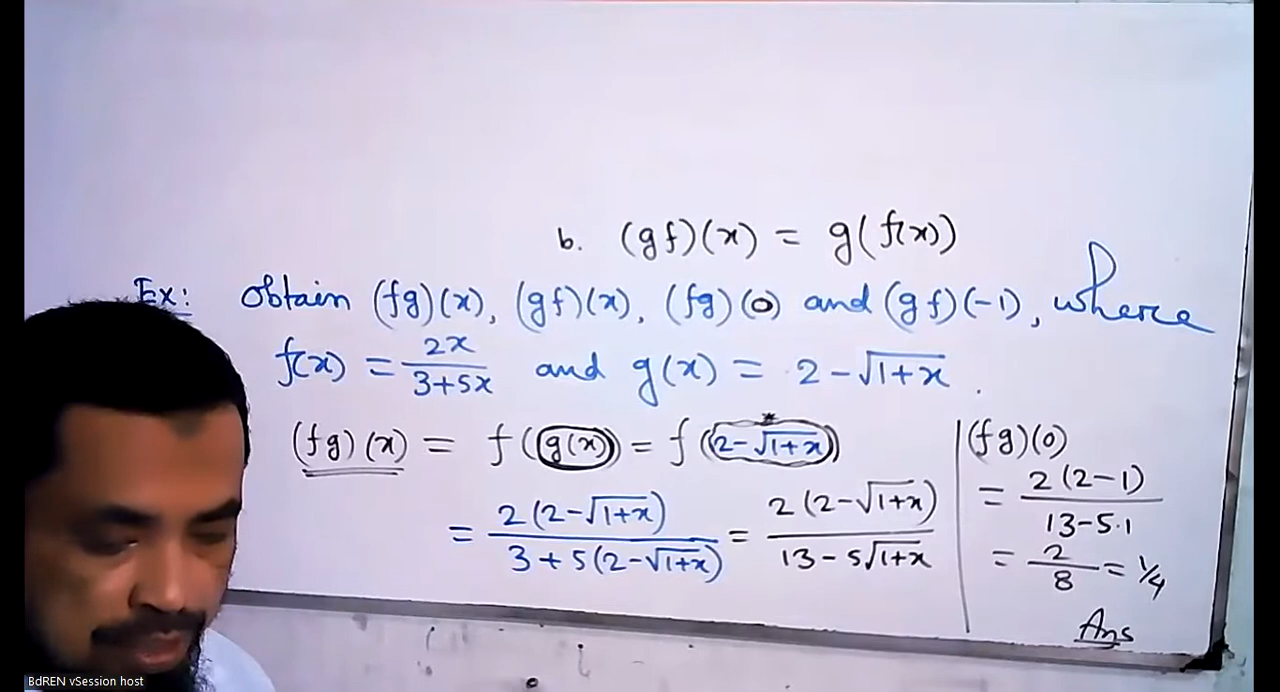 b. (gf)(x) = g(f(x))
Ex: obtain (fg)(x), (gf)(x), (fg)(0) and (gf)(-1), where
f(x) = 2x / 3+5x and g(x) = 2-√1+x .
(fg)(x) = f(g(x)) = f(2-√1+x)
= 2(2-√1+x) / 3+5(2-√1+x) = 2(2-√1+x) / 13-5√1+x
(fg)(0)
= 2(2-1) / 13-5·1
= 2/8 = 1/4
Ans
BdREN vSession host